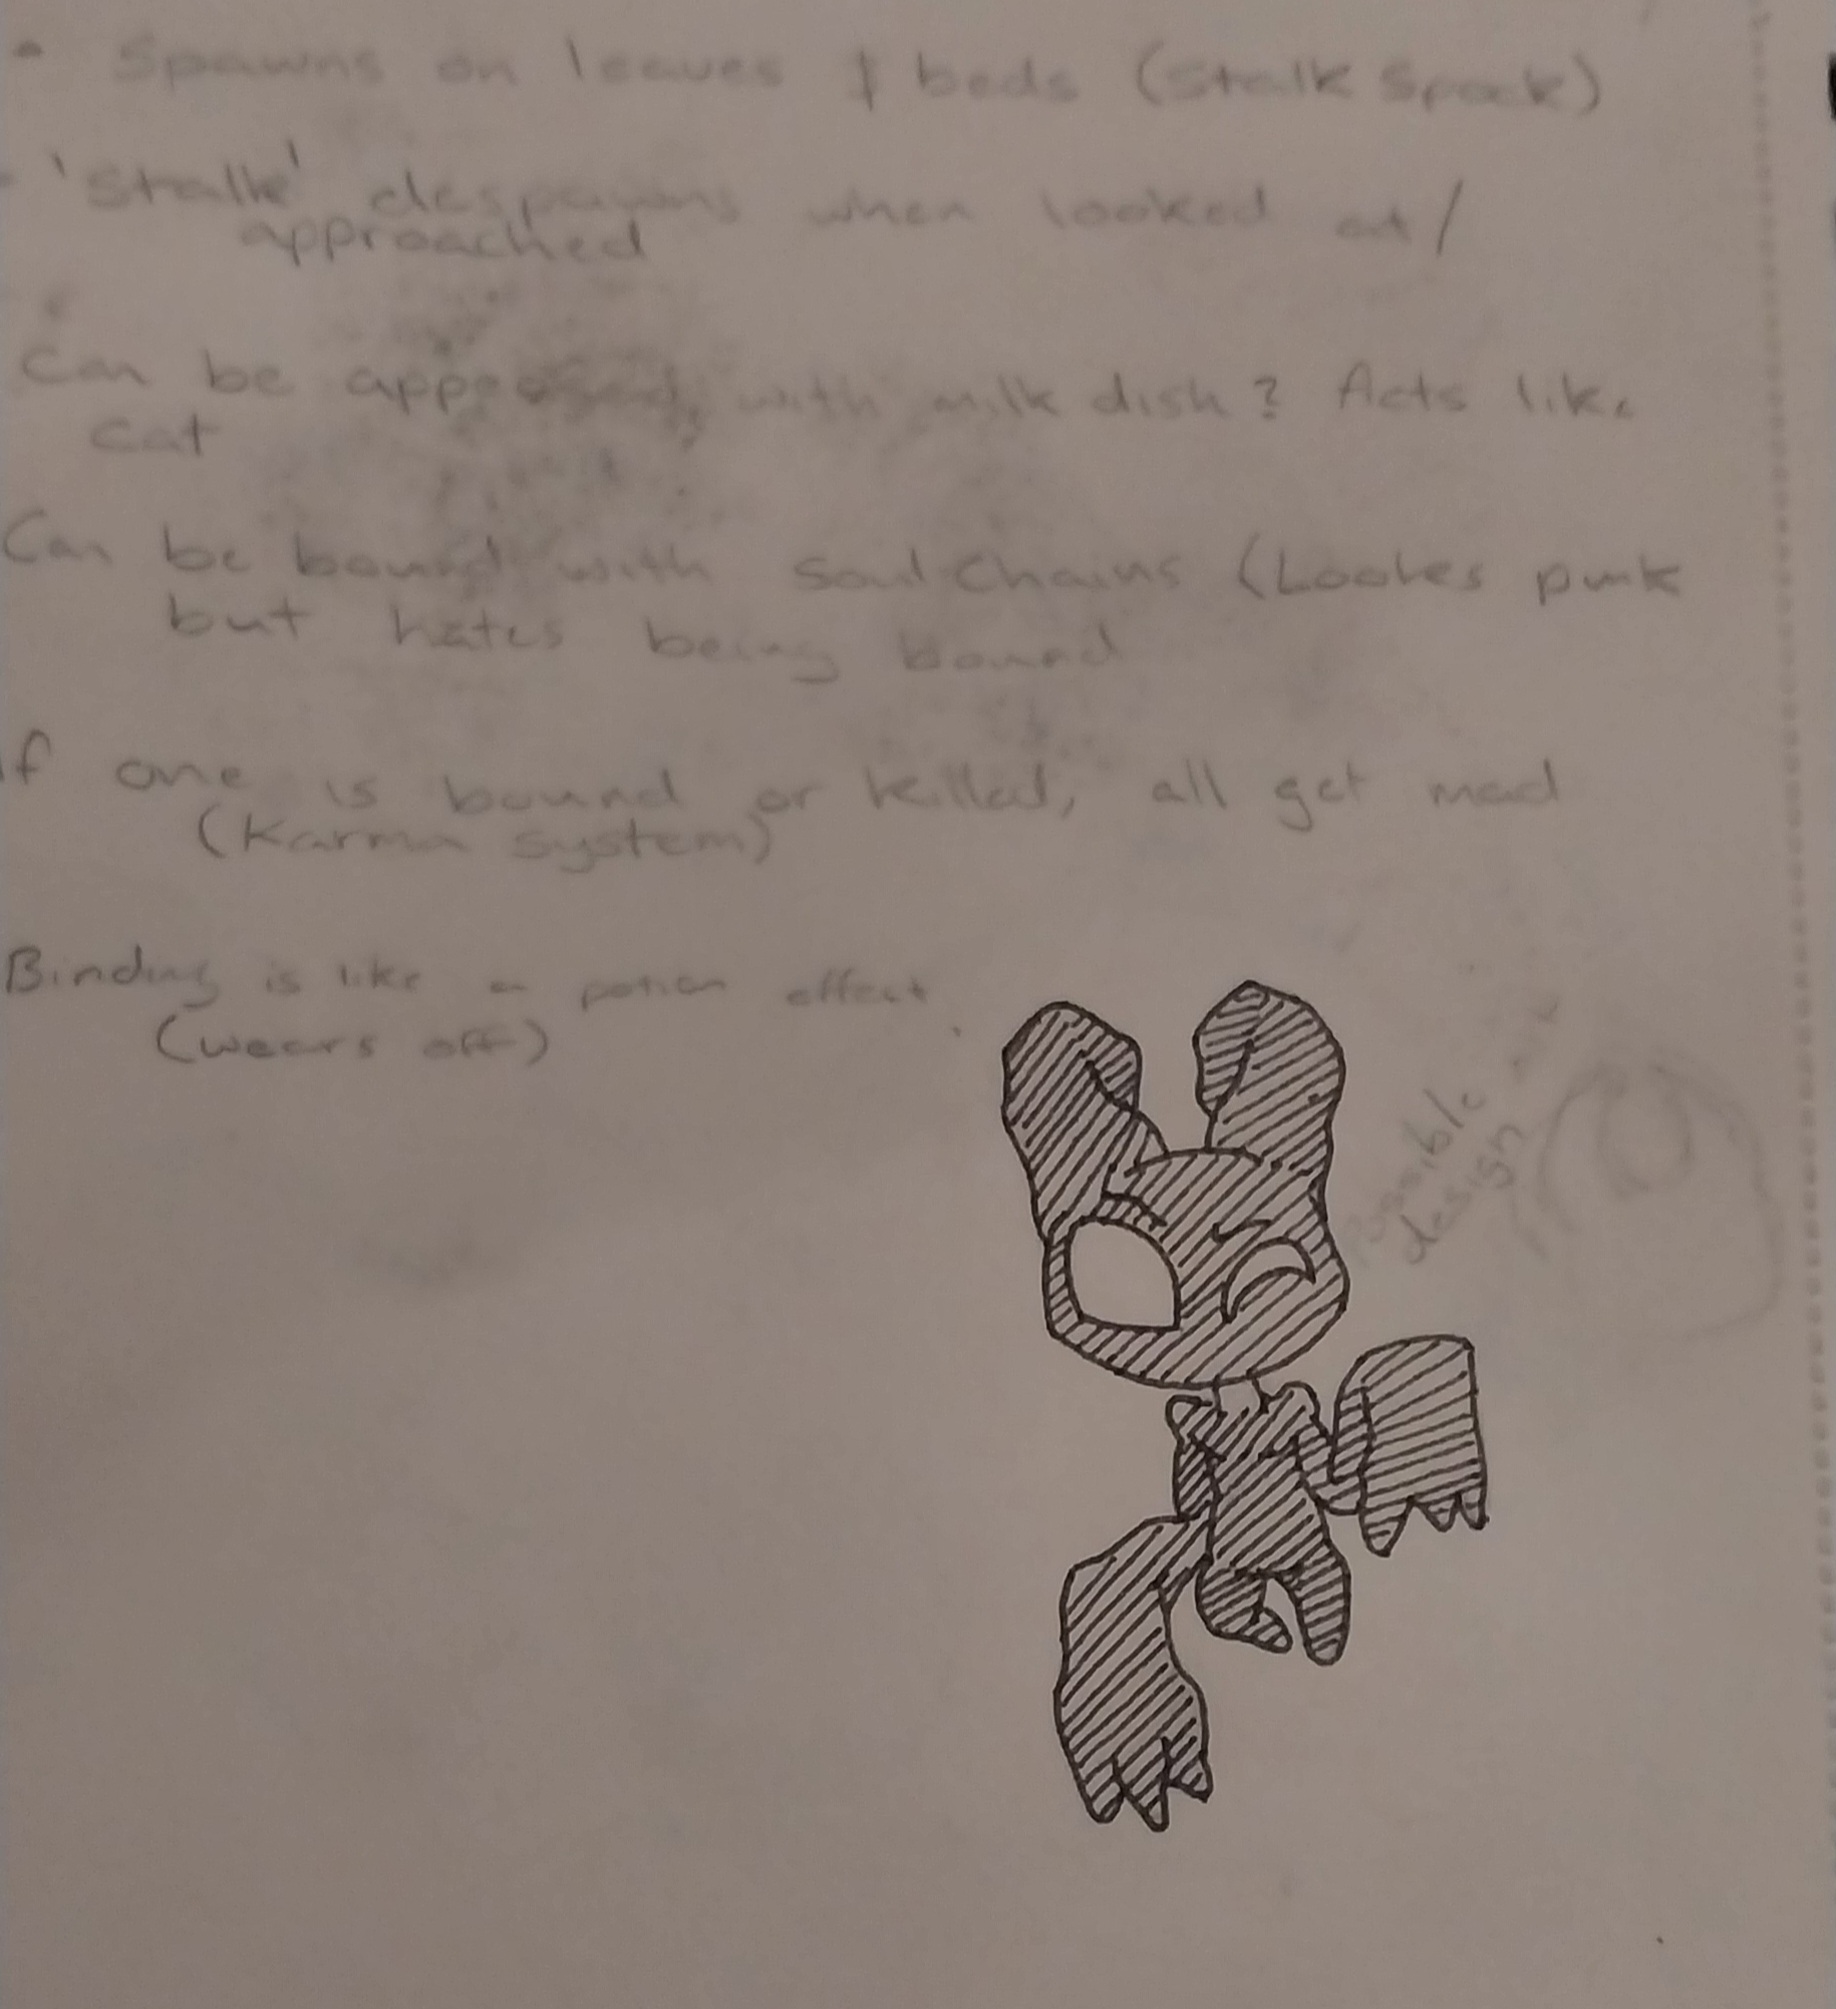 • Spawns on leaves & beds (Stalk Spook)
- 'Stalk' despawns when looked at/
approached
Can be appeased with milk dish? Acts like
cat
Can be bound with Soul Chains (Lookes punk
but hates being bound
If one is bound or killed, all get mad
(Karma system)
Binding is like a potion effect
(wears off)
Possible
design